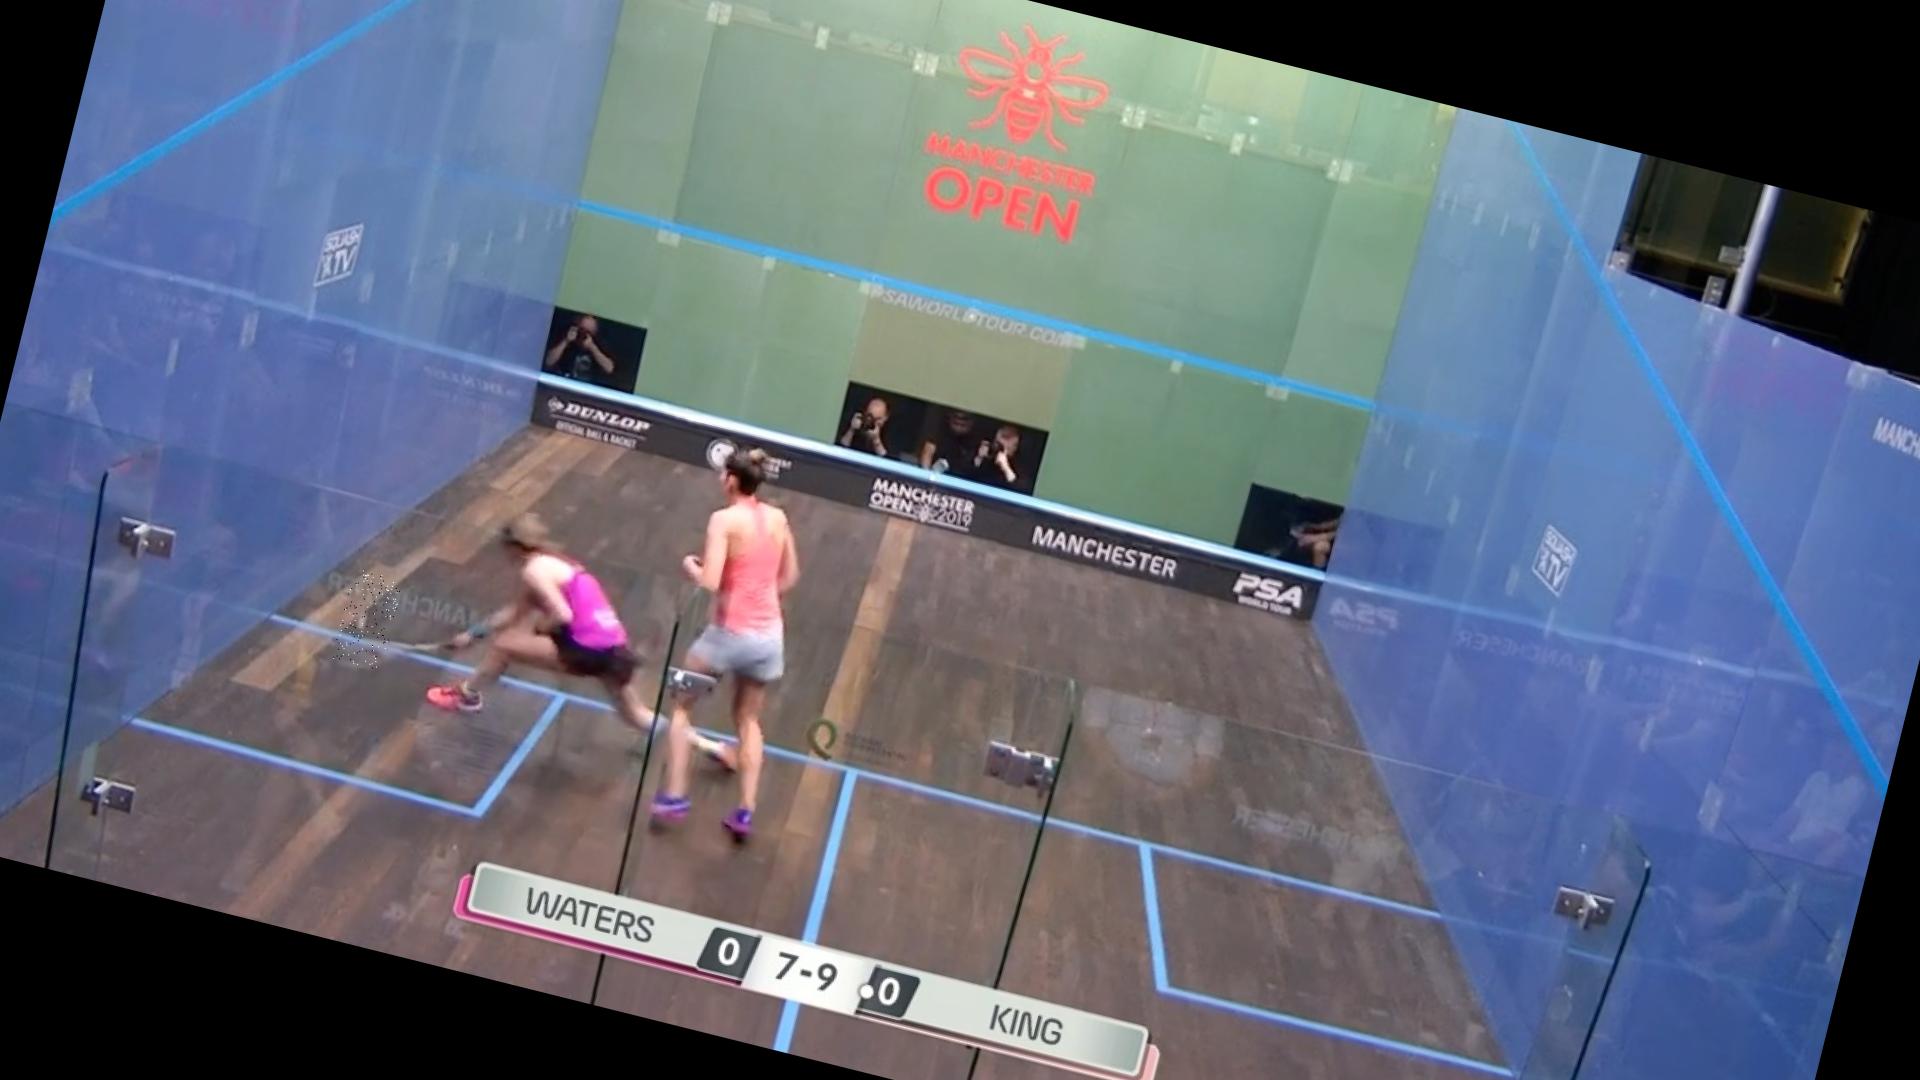 MANCHESTER
OPEN
SQUASH
TV
PSAWORLDTOUR.COM
MANCH
DUNLOP
OFFICIAL BALL & RACKET
MANCHESTER
OPEN 2019
MANCHESTER
PSA
WORLD TOUR
SQUASH
TV
WATERS 0 7-9 0 KING